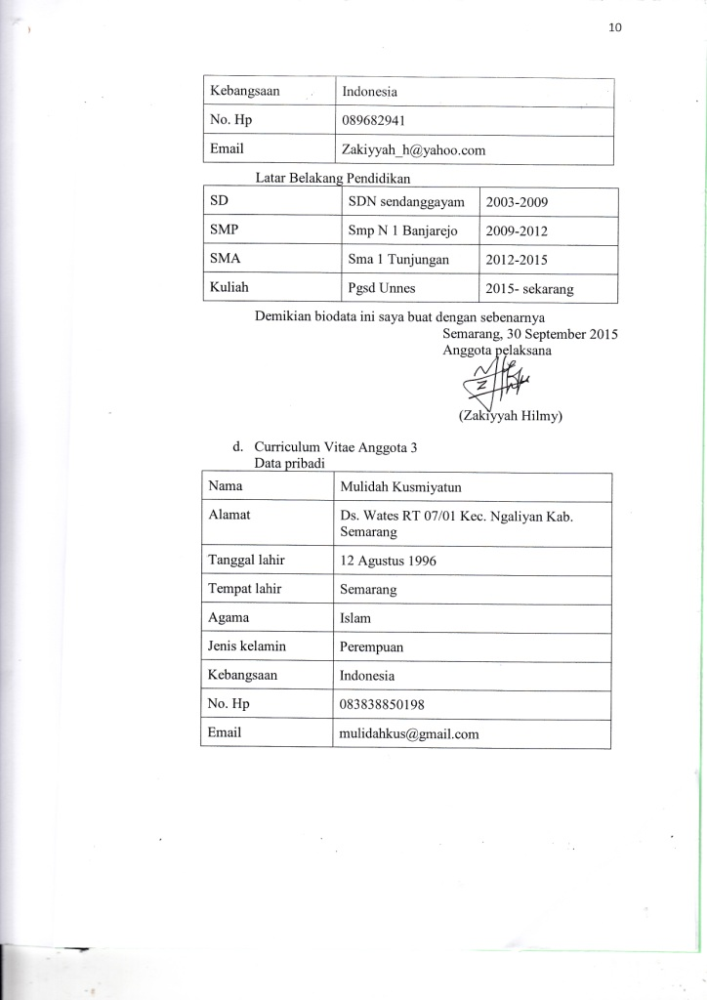 10
Kebangsaan Indonesia
No. Hp 089682941
Email Zakiyyah_h@yahoo.com
Latar Belakang Pendidikan
SD SDN sendanggayam 2003-2009
SMP Smp N 1 Banjarejo 2009-2012
SMA Sma 1 Tunjungan 2012-2015
Kuliah Pgsd Unnes 2015- sekarang
Demikian biodata ini saya buat dengan sebenarnya
Semarang, 30 September 2015
Anggota pelaksana
(Zakiyyah Hilmy)
d. Curriculum Vitae Anggota 3
Data pribadi
Nama Mulidah Kusmiyatun
Alamat Ds. Wates RT 07/01 Kec. Ngaliyan Kab.
Semarang
Tanggal lahir 12 Agustus 1996
Tempat lahir Semarang
Agama Islam
Jenis kelamin Perempuan
Kebangsaan Indonesia
No. Hp 083838850198
Email mulidahkus@gmail.com